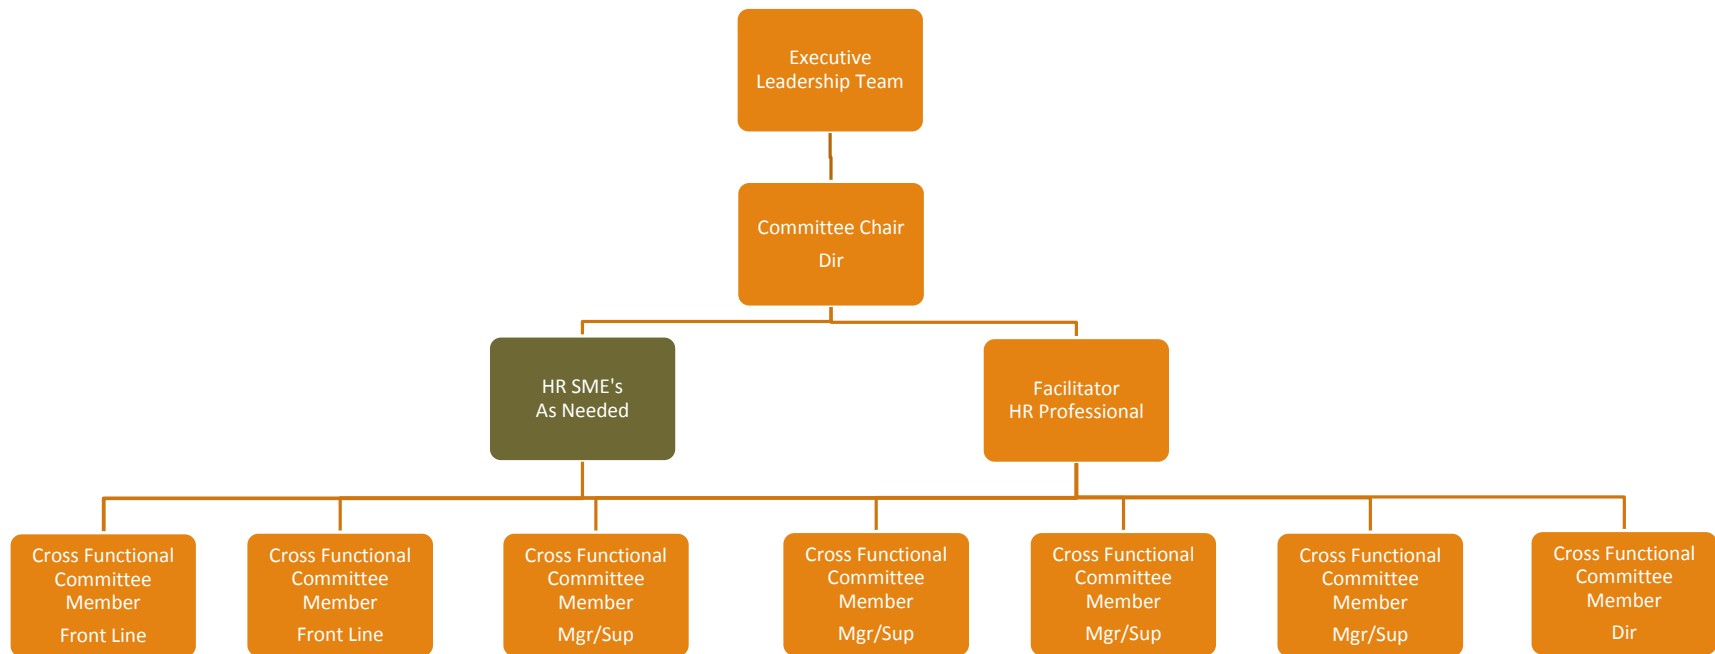 Executive
Leadership Team
Committee Chair
Dir
HR SME's
As Needed
Facilitator
HR Professional
Cross Functional
Committee
Member
Front Line
Cross Functional
Committee
Member
Front Line
Cross Functional
Committee
Member
Mgr/Sup
Cross Functional
Committee
Member
Mgr/Sup
Cross Functional
Committee
Member
Mgr/Sup
Cross Functional
Committee
Member
Mgr/Sup
Cross Functional
Committee
Member
Dir